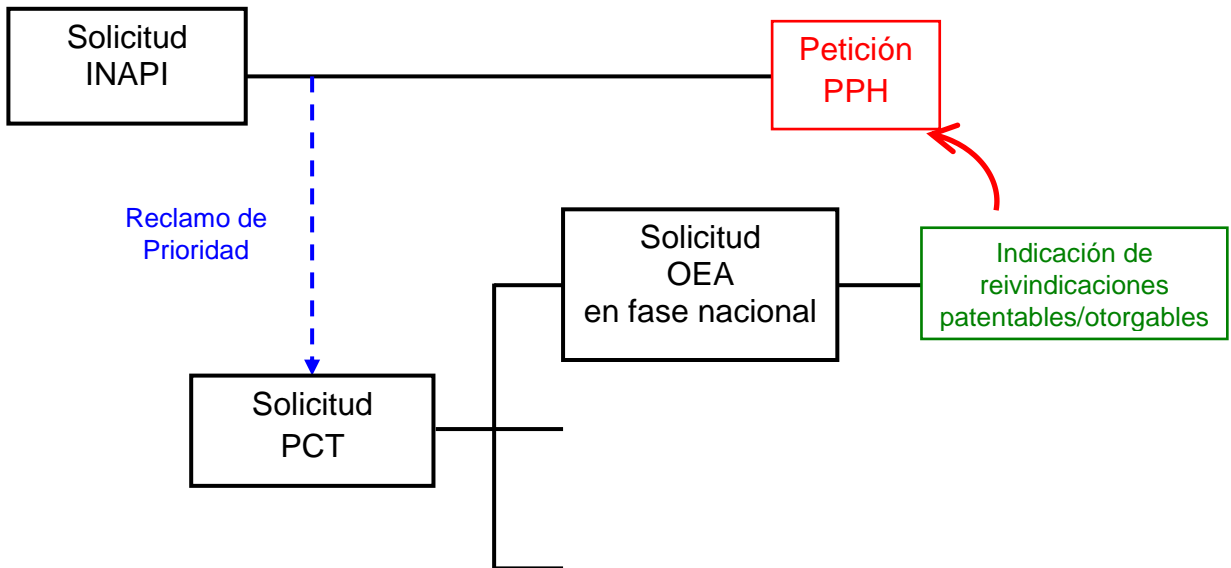 Solicitud
INAPI
Petición
PPH
Reclamo de
Prioridad
Solicitud
OEA
en fase nacional
Indicación de
reivindicaciones
patentables/otorgables
Solicitud
PCT